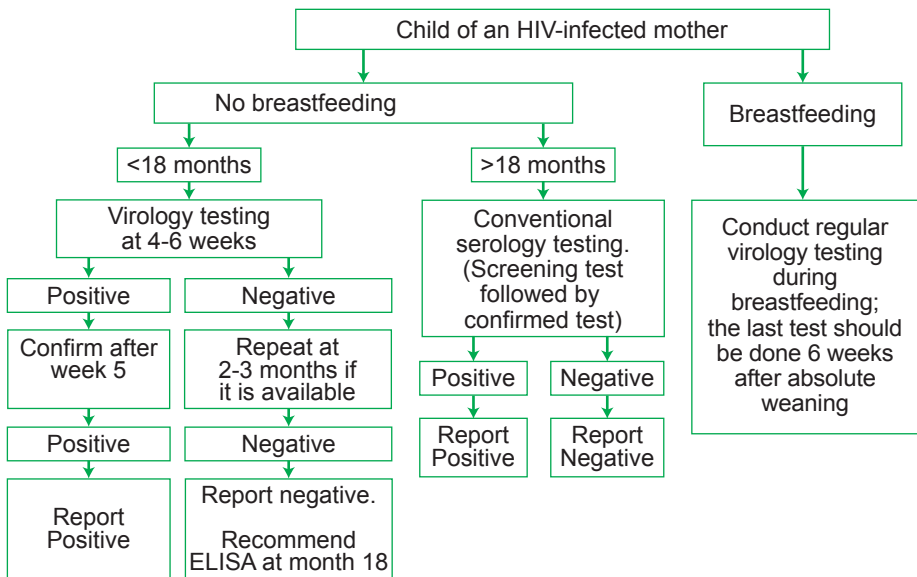 Child of an HIV-infected mother
No breastfeeding
Breastfeeding
<18 months
>18 months
Virology testing
at 4-6 weeks
Conventional
serology testing.
(Screening test
followed by
confirmed test)
Conduct regular
virology testing
during
breastfeeding;
the last test should
be done 6 weeks
after absolute
weaning
Positive
Negative
Confirm after
week 5
Repeat at
2-3 months if
it is available
Positive
Negative
Report
Positive
Report
Negative
Positive
Negative
Report
Positive
Report negative.
Recommend
ELISA at month 18